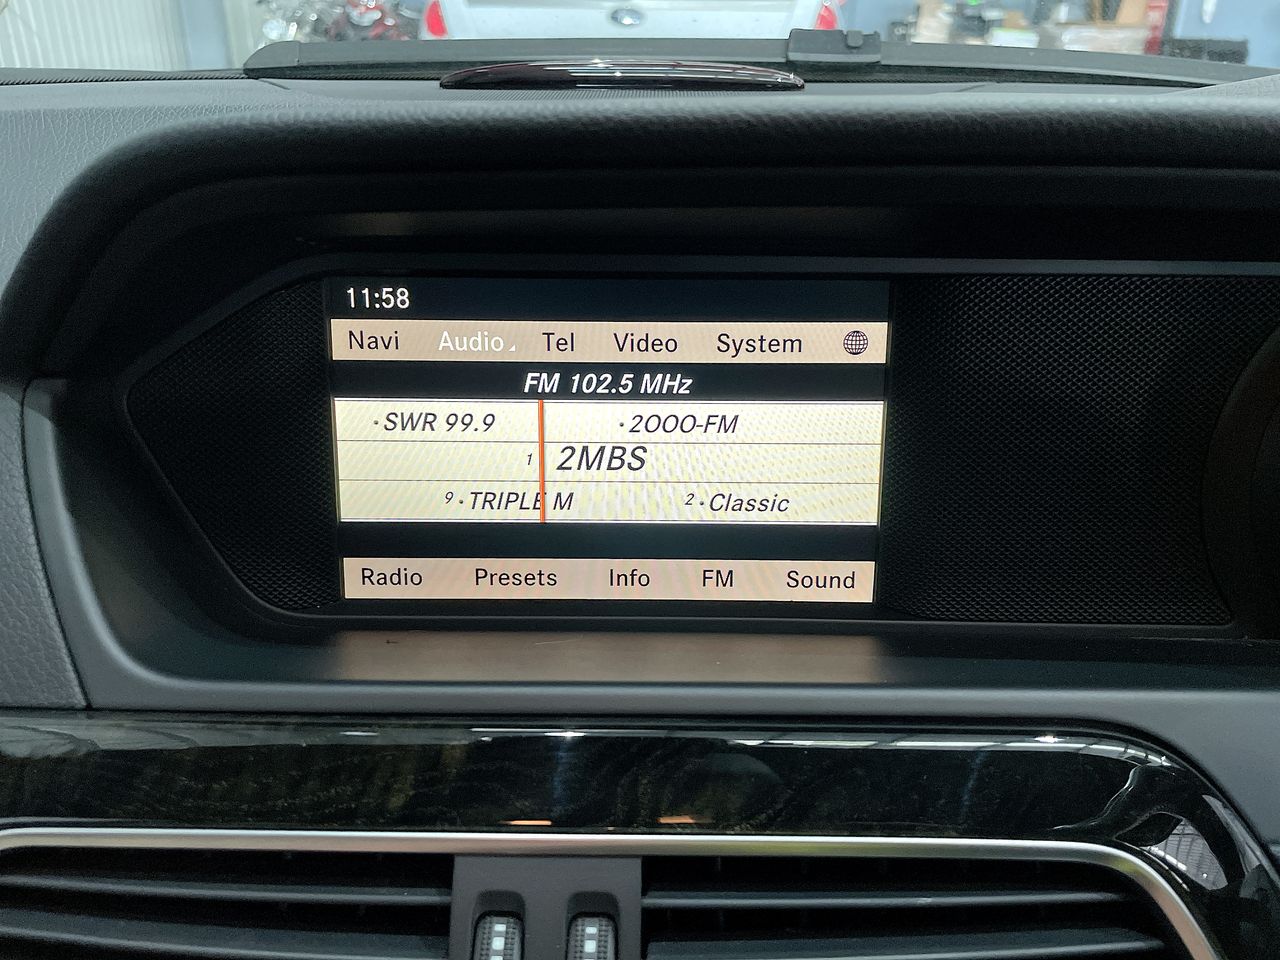 11:58
Navi Audio Tel Video System
FM 102.5 MHz
·SWR 99.9 ·2000-FM
1 2MBS
9·TRIPLE M 2·Classic
Radio Presets Info FM Sound